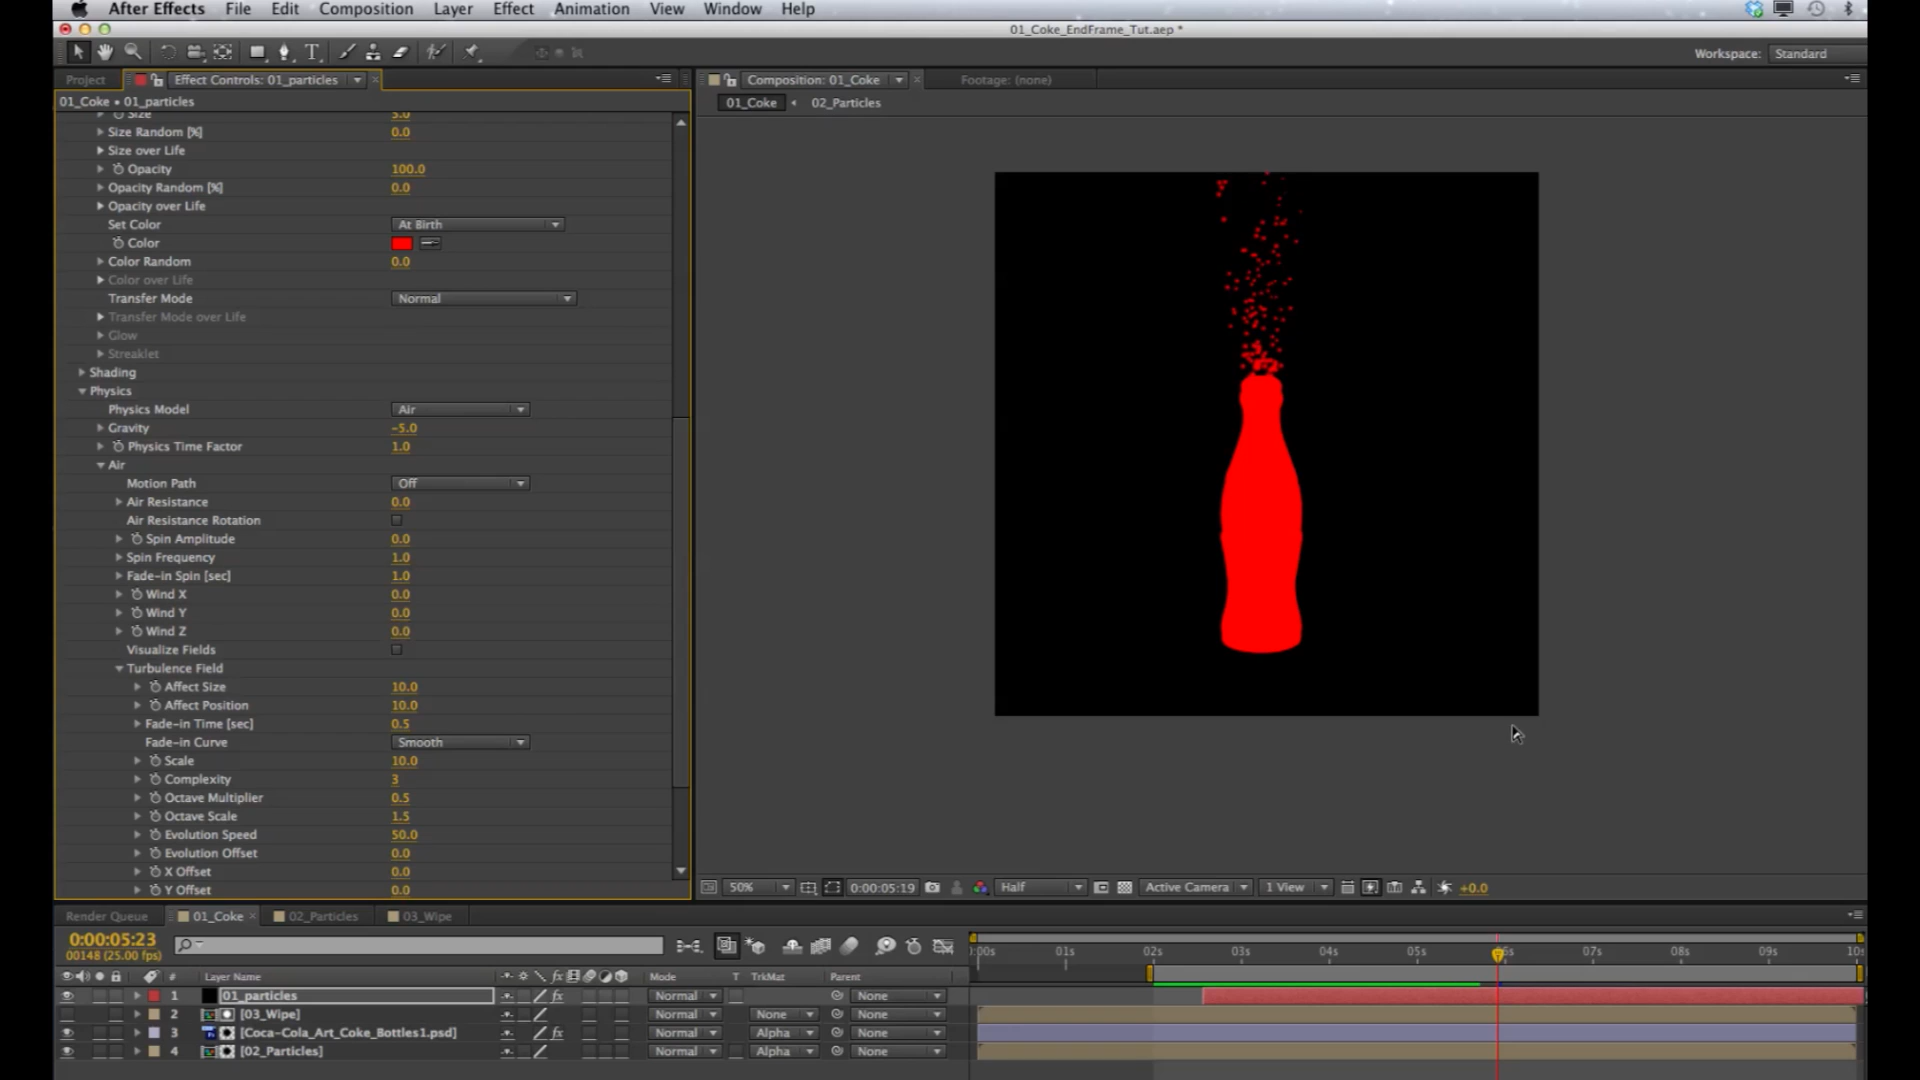 After Effects File Edit Composition Layer Effect Animation View Window Help
01_Coke_EndFrame_Tut.aep *
Workspace: Standard
Project Effect Controls: 01_particles
Composition: 01_Coke Footage: (none)
01_Coke • 01_particles
01_Coke 02_Particles
Size 5.0
Size Random [%] 0.0
Size over Life
Opacity 100.0
Opacity Random [%] 0.0
Opacity over Life
Set Color At Birth
Color
Color Random 0.0
Color over Life
Transfer Mode Normal
Transfer Mode over Life
Glow
Streaklet
Shading
Physics
Physics Model Air
Gravity -5.0
Physics Time Factor 1.0
Air
Motion Path Off
Air Resistance 0.0
Air Resistance Rotation
Spin Amplitude 0.0
Spin Frequency 1.0
Fade-in Spin [sec] 1.0
Wind X 0.0
Wind Y 0.0
Wind Z 0.0
Visualize Fields
Turbulence Field
Affect Size 10.0
Affect Position 10.0
Fade-in Time [sec] 0.5
Fade-in Curve Smooth
Scale 10.0
Complexity 3
Octave Multiplier 0.5
Octave Scale 1.5
Evolution Speed 50.0
Evolution Offset 0.0
X Offset 0.0
Y Offset 0.0
50% 0:00:05:19 Half Active Camera 1 View +0.0
Render Queue 01_Coke 02_Particles 03_Wipe
0:00:05:23
00148 (25.00 fps)
:00s 01s 02s 03s 04s 05s 07s 08s 09s 10s
# Layer Name fx Mode T TrkMat Parent
1 01_particles fx Normal None
2 [03_Wipe] Normal None None
3 [Coca-Cola_Art_Coke_Bottles1.psd] fx Normal Alpha None
4 [02_Particles] Normal Alpha None